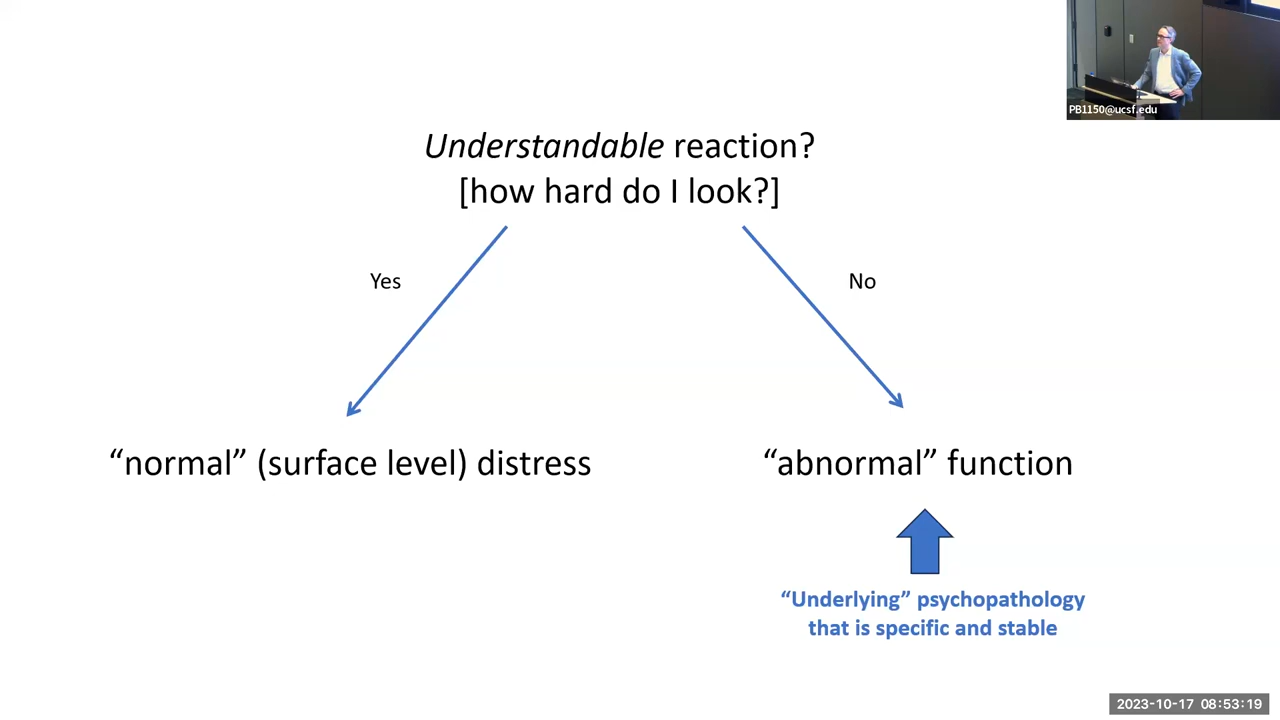 PB1150@ucsf.edu
Understandable reaction?
[how hard do I look?]
Yes
No
“normal” (surface level) distress
“abnormal” function
“Underlying” psychopathology
that is specific and stable
2023-10-17 08:53:19